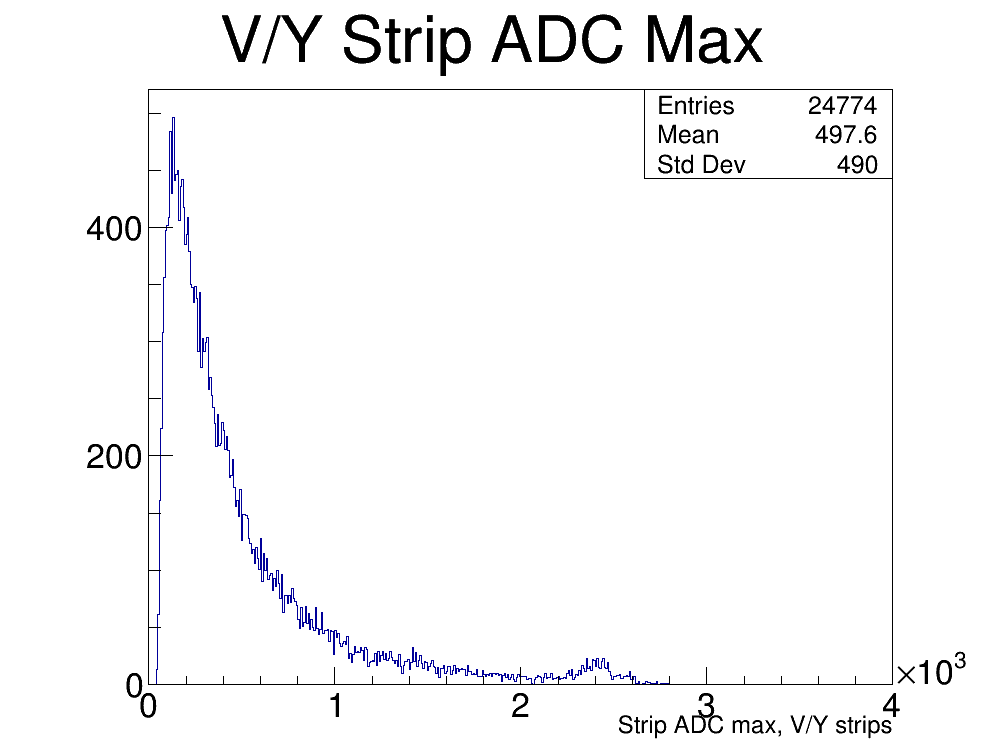 V/Y Strip ADC Max
Entries 24774
Mean 497.6
Std Dev 490
400
200
0
0 1 2 3 4
×10³
Strip ADC max, V/Y strips